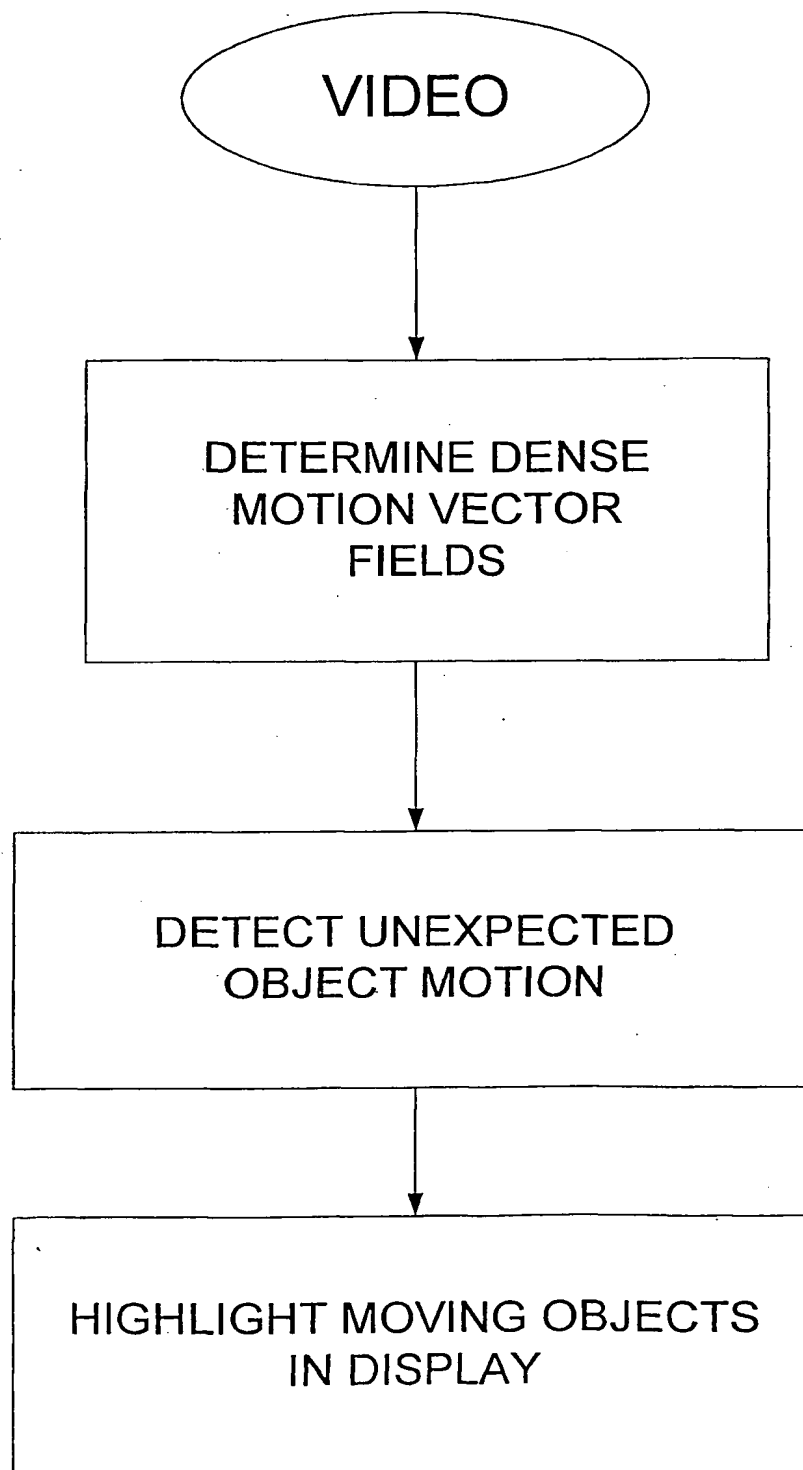 VIDEO
DETERMINE DENSE
MOTION VECTOR
FIELDS
DETECT UNEXPECTED
OBJECT MOTION
HIGHLIGHT MOVING OBJECTS
IN DISPLAY